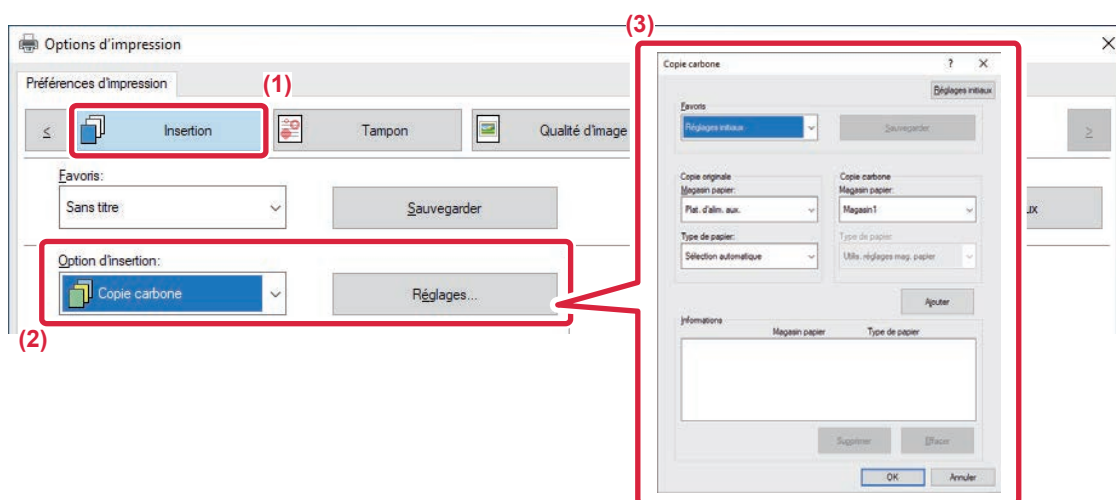 (3)
Options d'impression
Préférences d'impression
(1)
<
Insertion
Tampon
Qualité d'image
>
Favoris:
Sans titre
Sauvegarder
ux
Option d'insertion:
Copie carbone
Réglages...
(2)
Copie carbone
?
Réglages initiaux
Favoris
Réglages initiaux
Sauvegarder
Copie originale
Magasin papier:
Plat. d'alim. aux.
Type de papier:
Sélection automatique
Copie carbone
Magasin papier:
Magasin1
Type de papier:
Utilis. réglages mag. papier
Ajouter
Informations
Magasin papier
Type de papier
Supprimer
Effacer
OK
Annuler